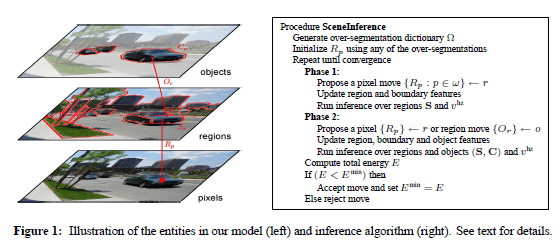 C_o
objects
O_r
S_r
regions
R_p
pixels
Procedure SceneInference
Generate over-segmentation dictionary Ω
Initialize R_p using any of the over-segmentations
Repeat until convergence
Phase 1:
Propose a pixel move {R_p : p ∈ ω} ← r
Update region and boundary features
Run inference over regions S and v^hz
Phase 2:
Propose a pixel {R_p} ← r or region move {O_r} ← o
Update region, boundary and object features
Run inference over regions and objects (S, C) and v^hz
Compute total energy E
If (E < E^min) then
Accept move and set E^min = E
Else reject move
Figure 1: Illustration of the entities in our model (left) and inference algorithm (right). See text for details.